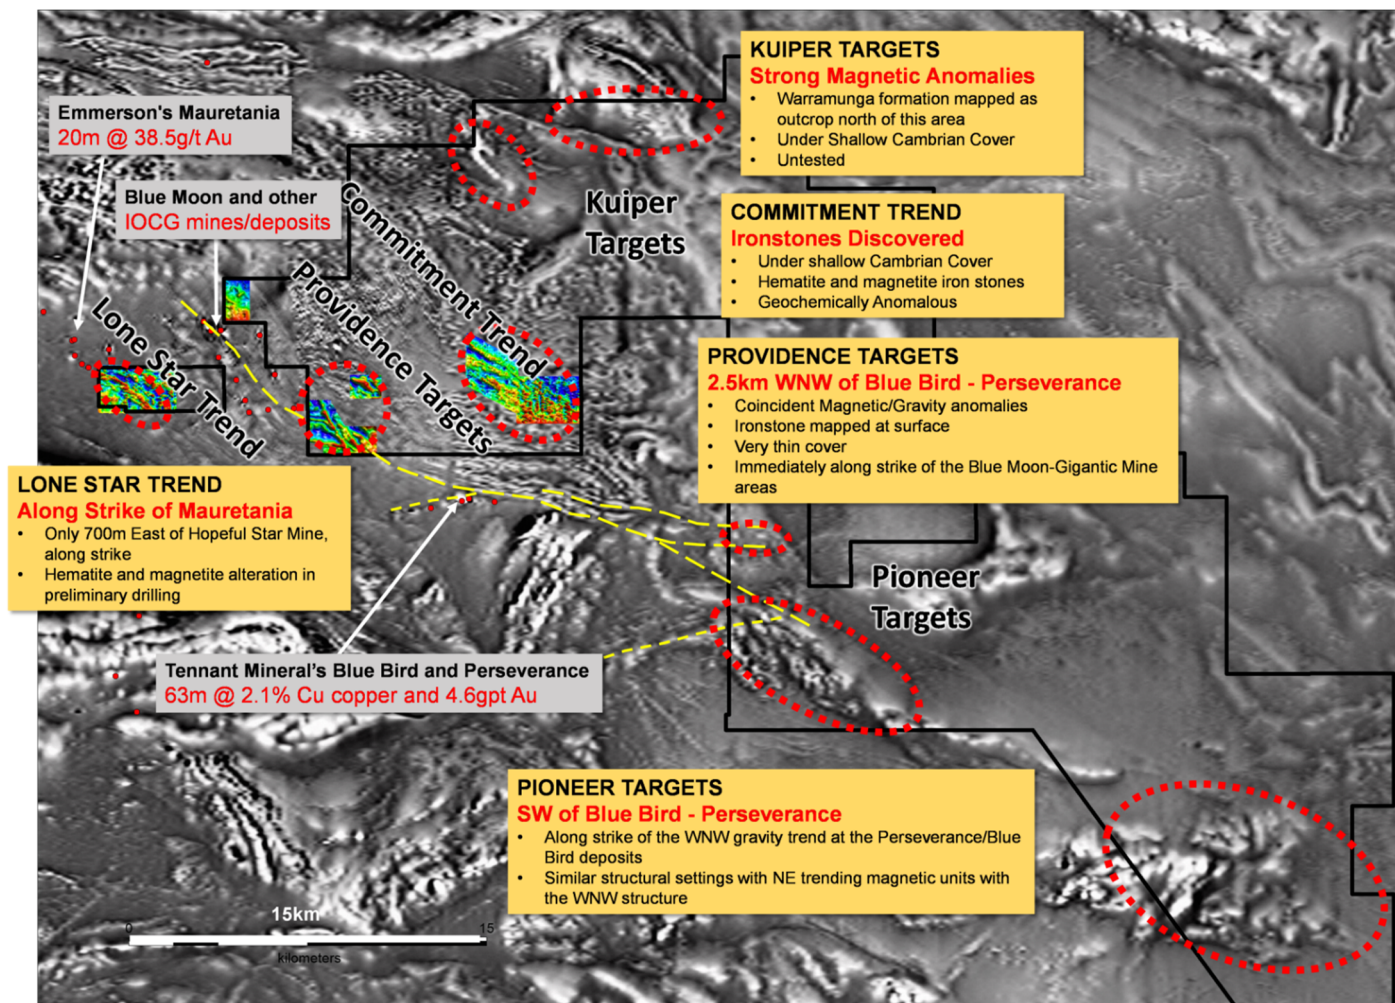 KUIPER TARGETS
Strong Magnetic Anomalies
• Warramunga formation mapped as
outcrop north of this area
• Under Shallow Cambrian Cover
• Untested
Emmerson's Mauretania
20m @ 38.5g/t Au
Blue Moon and other
IOCG mines/deposits
Commitment Trend
Kuiper
Targets
COMMITMENT TREND
Ironstones Discovered
• Under shallow Cambrian Cover
• Hematite and magnetite iron stones
• Geochemically Anomalous
Providence Targets
Lone Star Trend
PROVIDENCE TARGETS
2.5km WNW of Blue Bird - Perseverance
• Coincident Magnetic/Gravity anomalies
• Ironstone mapped at surface
• Very thin cover
• Immediately along strike of the Blue Moon-Gigantic Mine
areas
LONE STAR TREND
Along Strike of Mauretania
• Only 700m East of Hopeful Star Mine,
along strike
• Hematite and magnetite alteration in
preliminary drilling
Pioneer
Targets
Tennant Mineral's Blue Bird and Perseverance
63m @ 2.1% Cu copper and 4.6gpt Au
PIONEER TARGETS
SW of Blue Bird - Perseverance
• Along strike of the WNW gravity trend at the Perseverance/Blue
Bird deposits
• Similar structural settings with NE trending magnetic units with
the WNW structure
15km
0 15
kilometers